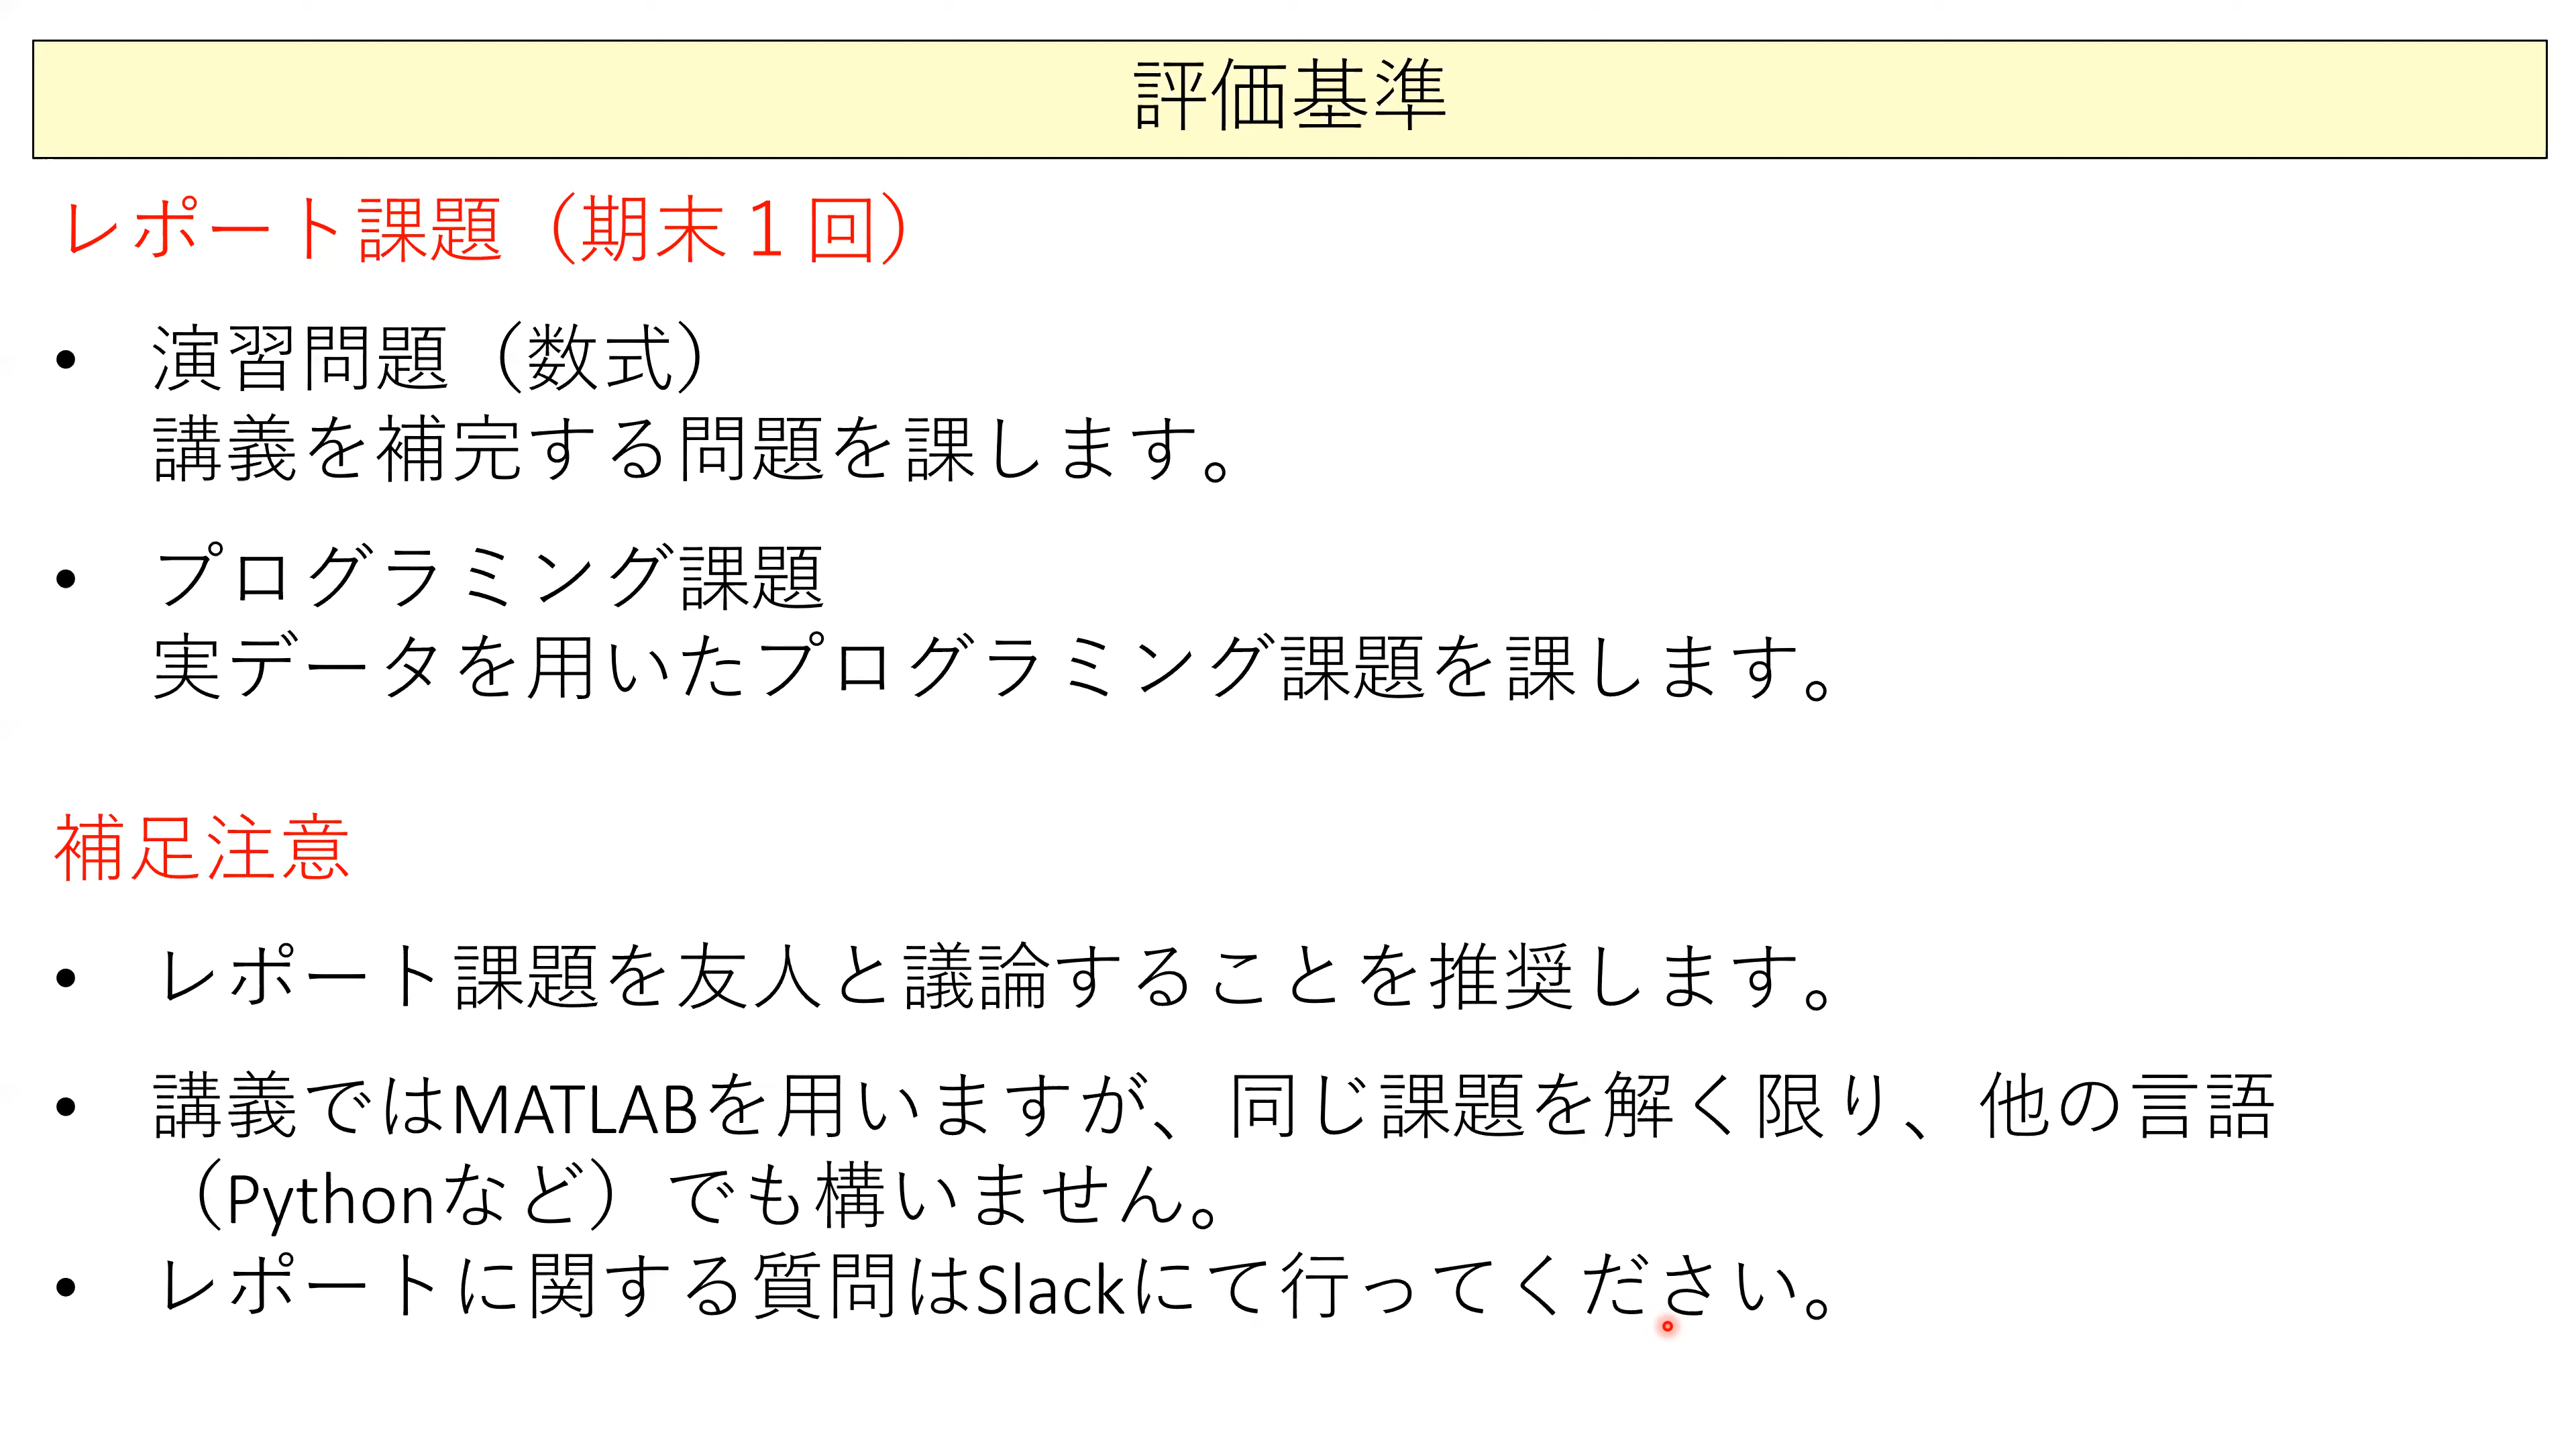 評価基準
レポート課題（期末１回）
• 演習問題（数式）
講義を補完する問題を課します。
• プログラミング課題
実データを用いたプログラミング課題を課します。
補足注意
• レポート課題を友人と議論することを推奨します。
• 講義ではMATLABを用いますが、同じ課題を解く限り、他の言語
（Pythonなど）でも構いません。
• レポートに関する質問はSlackにて行ってください。